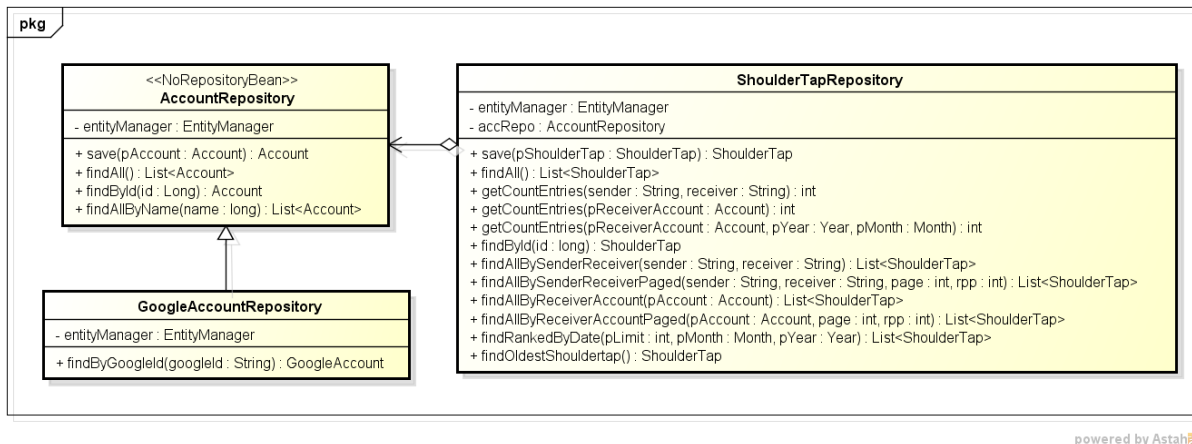 pkg
<<NoRepositoryBean>>
AccountRepository
- entityManager : EntityManager
+ save(pAccount : Account) : Account
+ findAll() : List<Account>
+ findById(id : Long) : Account
+ findAllByName(name : long) : List<Account>
GoogleAccountRepository
- entityManager : EntityManager
+ findByGoogleId(googleId : String) : GoogleAccount
ShoulderTapRepository
- entityManager : EntityManager
- accRepo : AccountRepository
+ save(pShoulderTap : ShoulderTap) : ShoulderTap
+ findAll() : List<ShoulderTap>
+ getCountEntries(sender : String, receiver : String) : int
+ getCountEntries(pReceiverAccount : Account) : int
+ getCountEntries(pReceiverAccount : Account, pYear : Year, pMonth : Month) : int
+ findById(id : long) : ShoulderTap
+ findAllBySenderReceiver(sender : String, receiver : String) : List<ShoulderTap>
+ findAllBySenderReceiverPaged(sender : String, receiver : String, page : int, rpp : int) : List<ShoulderTap>
+ findAllByReceiverAccount(pAccount : Account) : List<ShoulderTap>
+ findAllByReceiverAccountPaged(pAccount : Account, page : int, rpp : int) : List<ShoulderTap>
+ findRankedByDate(pLimit : int, pMonth : Month, pYear : Year) : List<ShoulderTap>
+ findOldestShouldertap() : ShoulderTap
powered by Astah